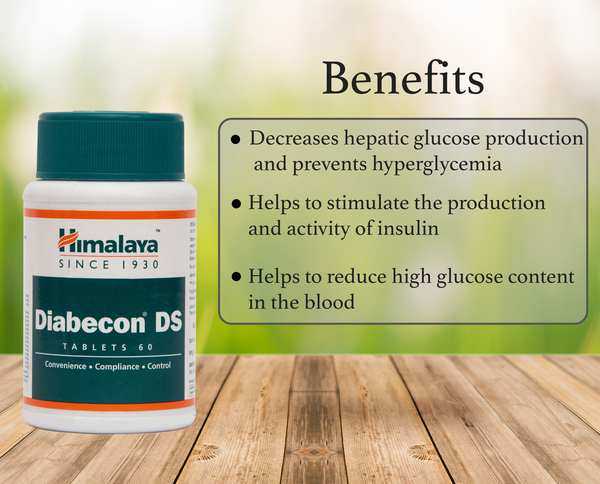 Benefits
• Decreases hepatic glucose production
and prevents hyperglycemia
• Helps to stimulate the production
and activity of insulin
• Helps to reduce high glucose content
in the blood
Himalaya™
SINCE 1930
Diabecon® DS
TABLETS 60
Convenience • Compliance • Control